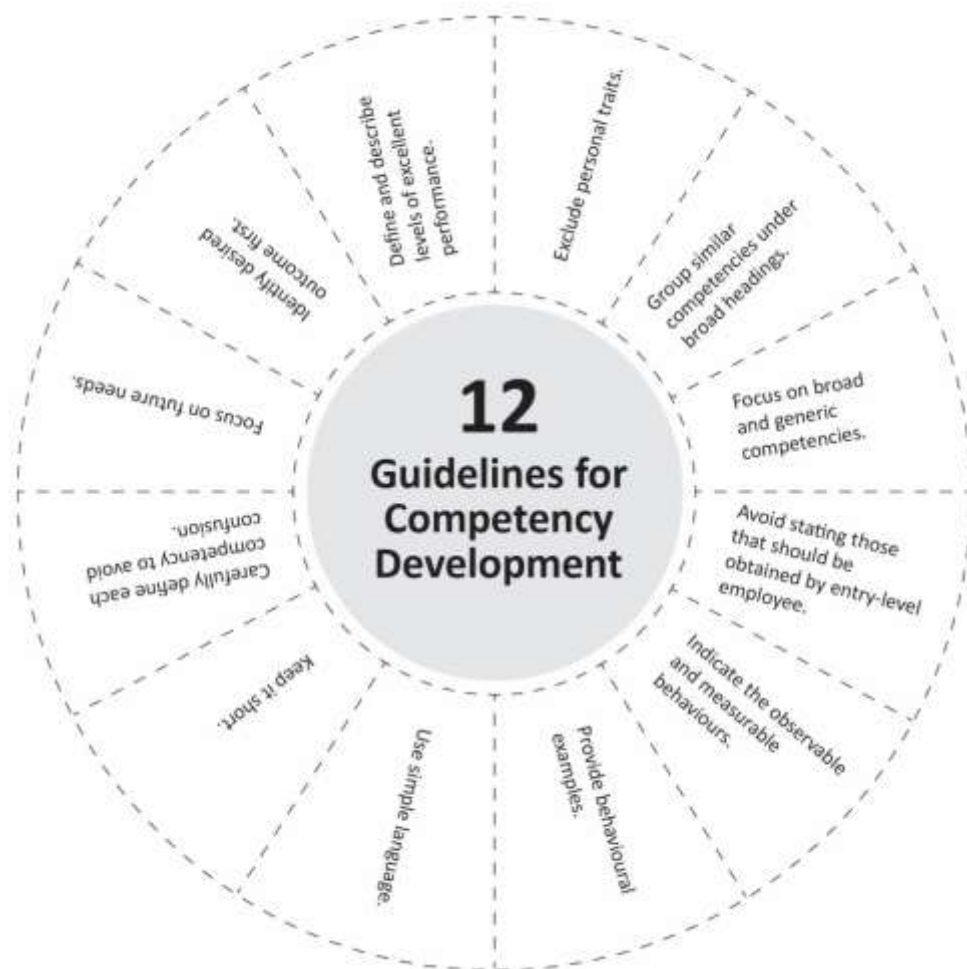 12
Guidelines for
Competency
Development
Exclude personal traits.
Group similar
competencies under
broad headings.
Focus on broad
and generic
competencies.
Avoid stating those
that should be
obtained by entry-level
employee.
Indicate the observable
and measurable
behaviours.
Provide behavioural
examples.
Use simple language.
Keep it short.
Carefully define each
competency to avoid
confusion.
Focus on future needs.
Identify desired
outcome first.
Define and describe
levels of excellent
performance.